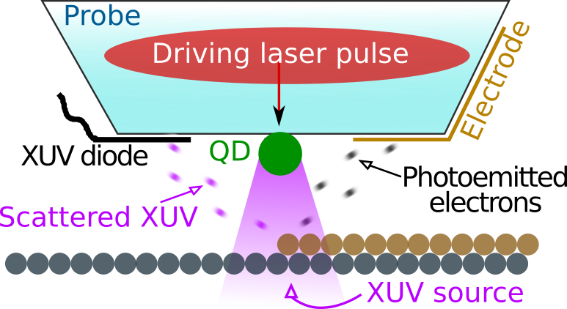 Probe
Driving laser pulse
Electrode
XUV diode
QD
Photoemitted
electrons
Scattered XUV
XUV source